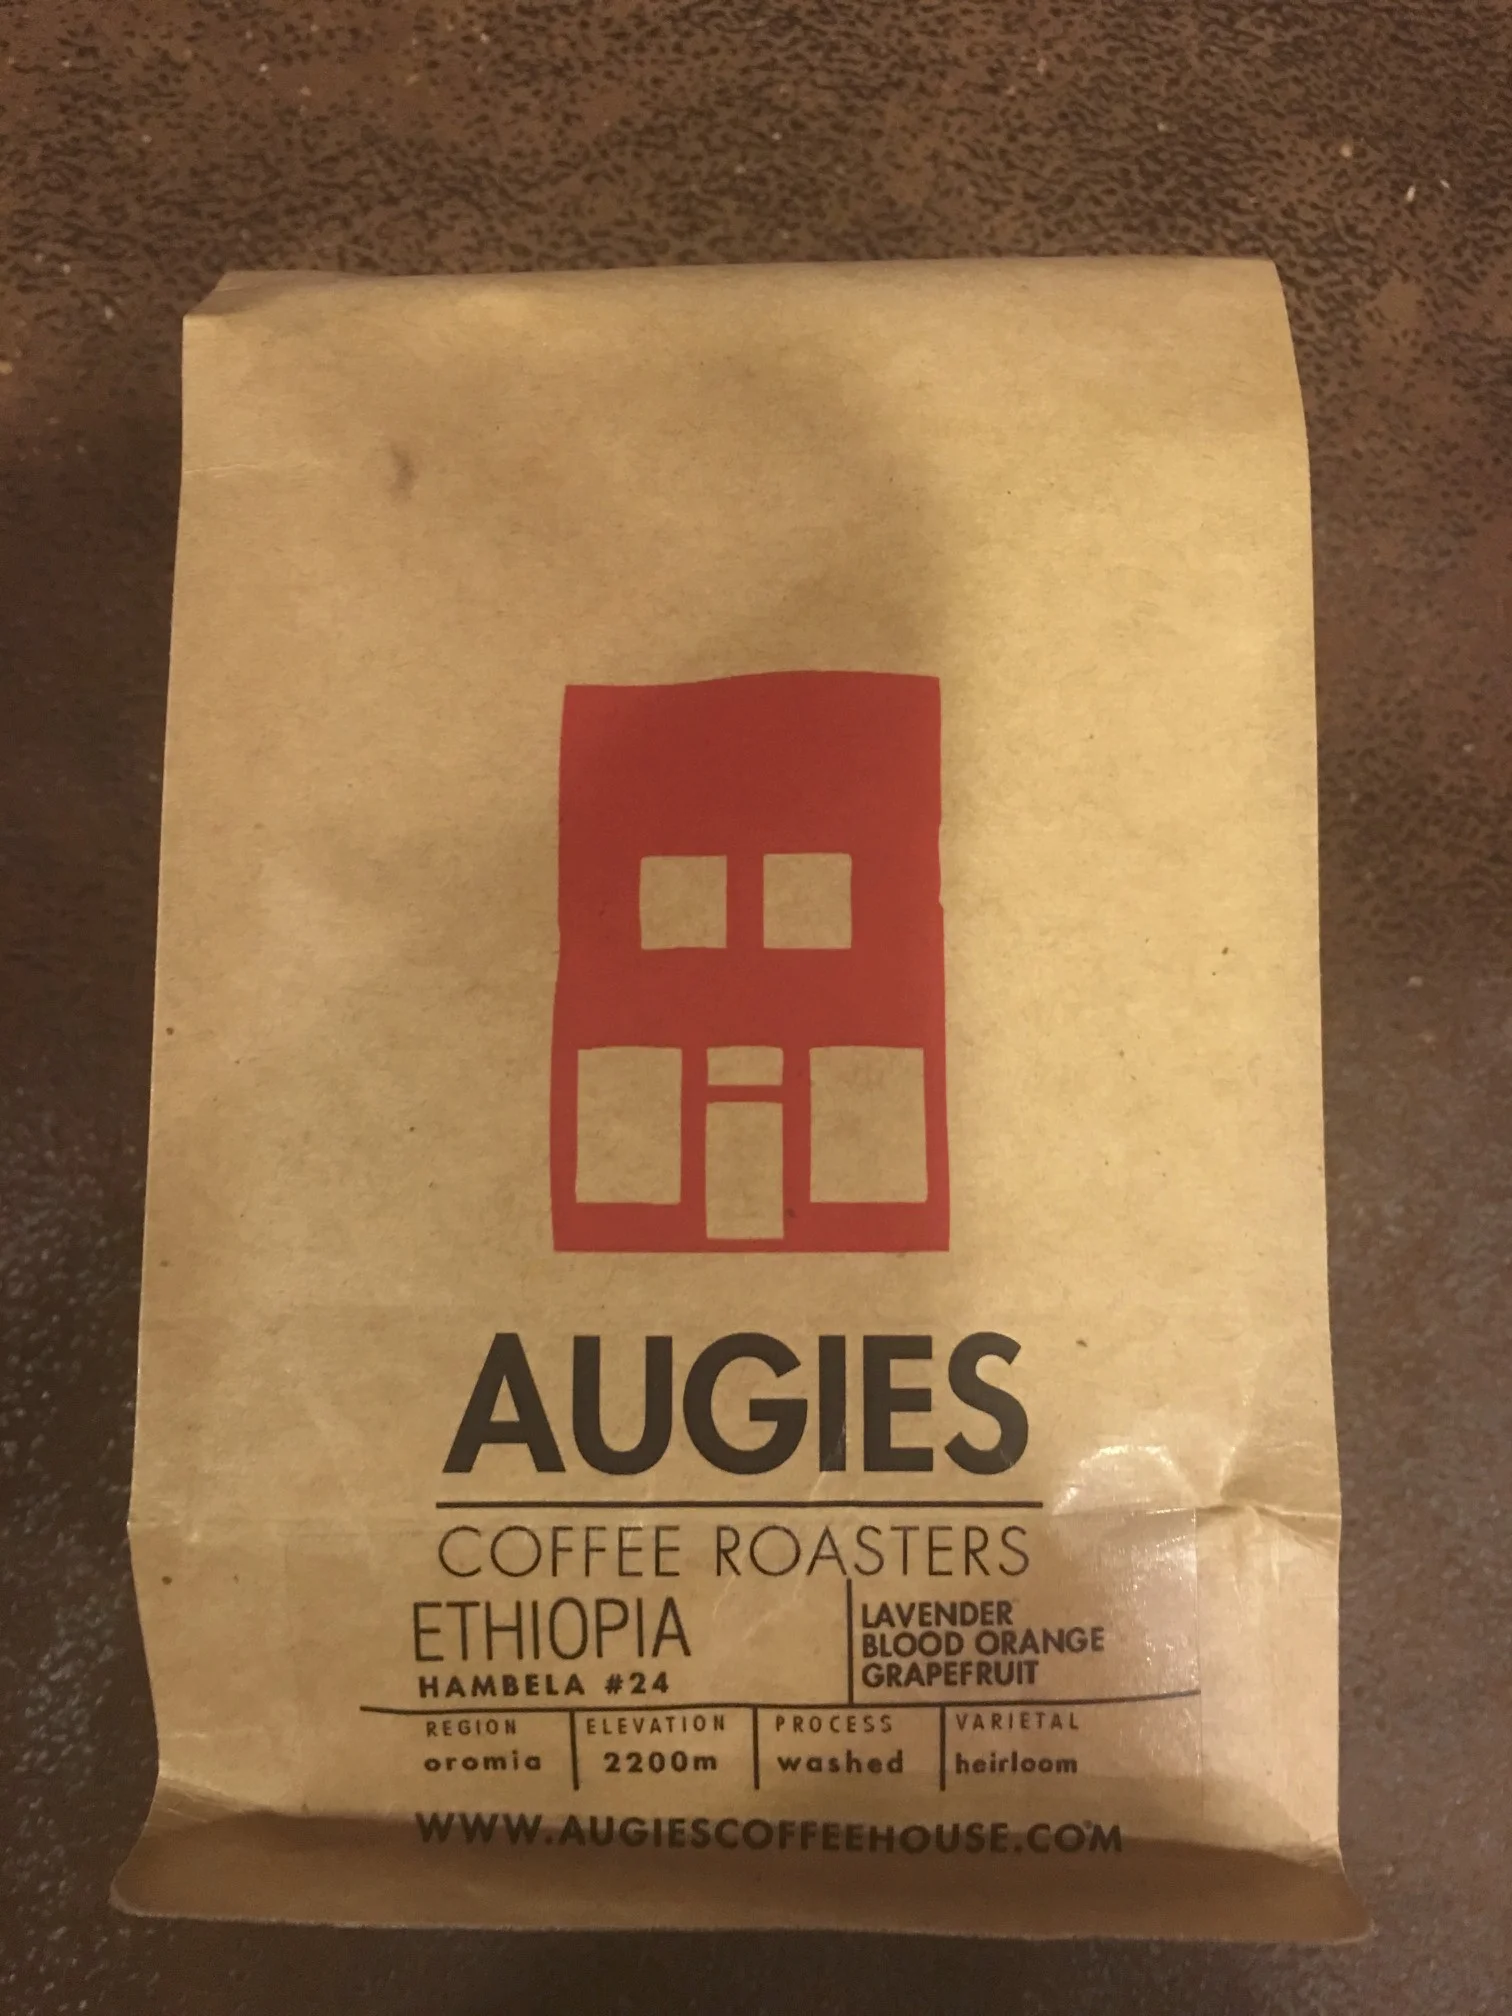 AUGIES
COFFEE ROASTERS
ETHIOPIA
HAMBELA #24
LAVENDER
BLOOD ORANGE
GRAPEFRUIT
REGION
oromia
ELEVATION
2200m
PROCESS
washed
VARIETAL
heirloom
WWW.AUGIESCOFFEEHOUSE.COM